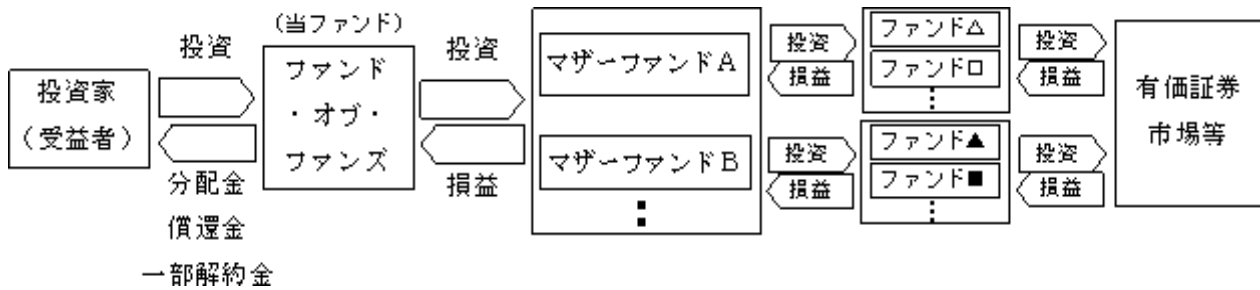 投資家
（受益者）
投資
分配金
償還金
一部解約金
（当ファンド）
ファンド
・オブ・
ファンズ
投資
損益
マザーファンドA
マザーファンドB
⋮
投資
損益
投資
損益
ファンド△
ファンド□
⋮
ファンド▲
ファンド■
⋮
投資
損益
投資
損益
有価証券
市場等